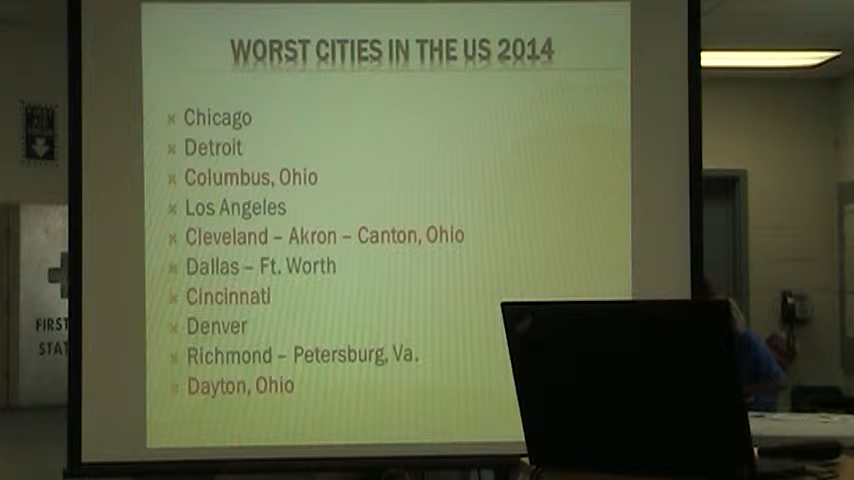 WORST CITIES IN THE US 2014
Chicago
Detroit
Columbus, Ohio
Los Angeles
Cleveland – Akron – Canton, Ohio
Dallas – Ft. Worth
Cincinnati
Denver
Richmond – Petersburg, Va.
Dayton, Ohio
FIRST
STAT